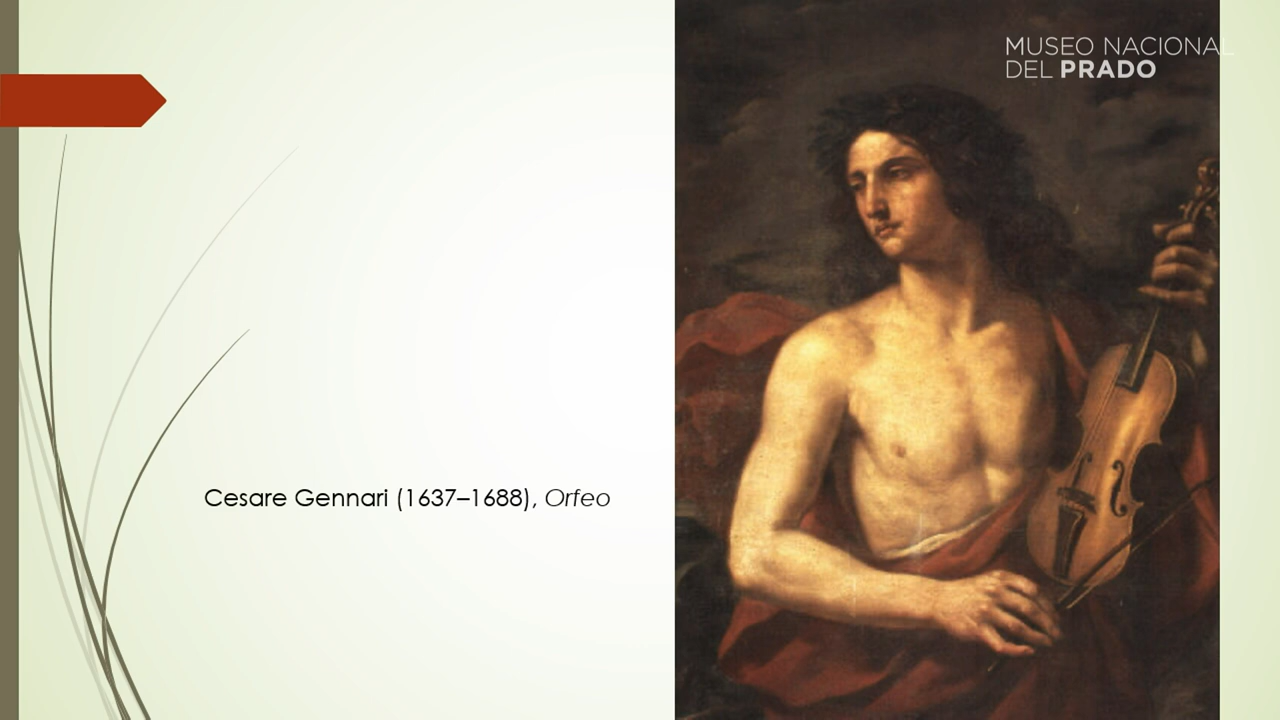 MUSEO NACIONAL
DEL PRADO
Cesare Gennari (1637–1688), Orfeo